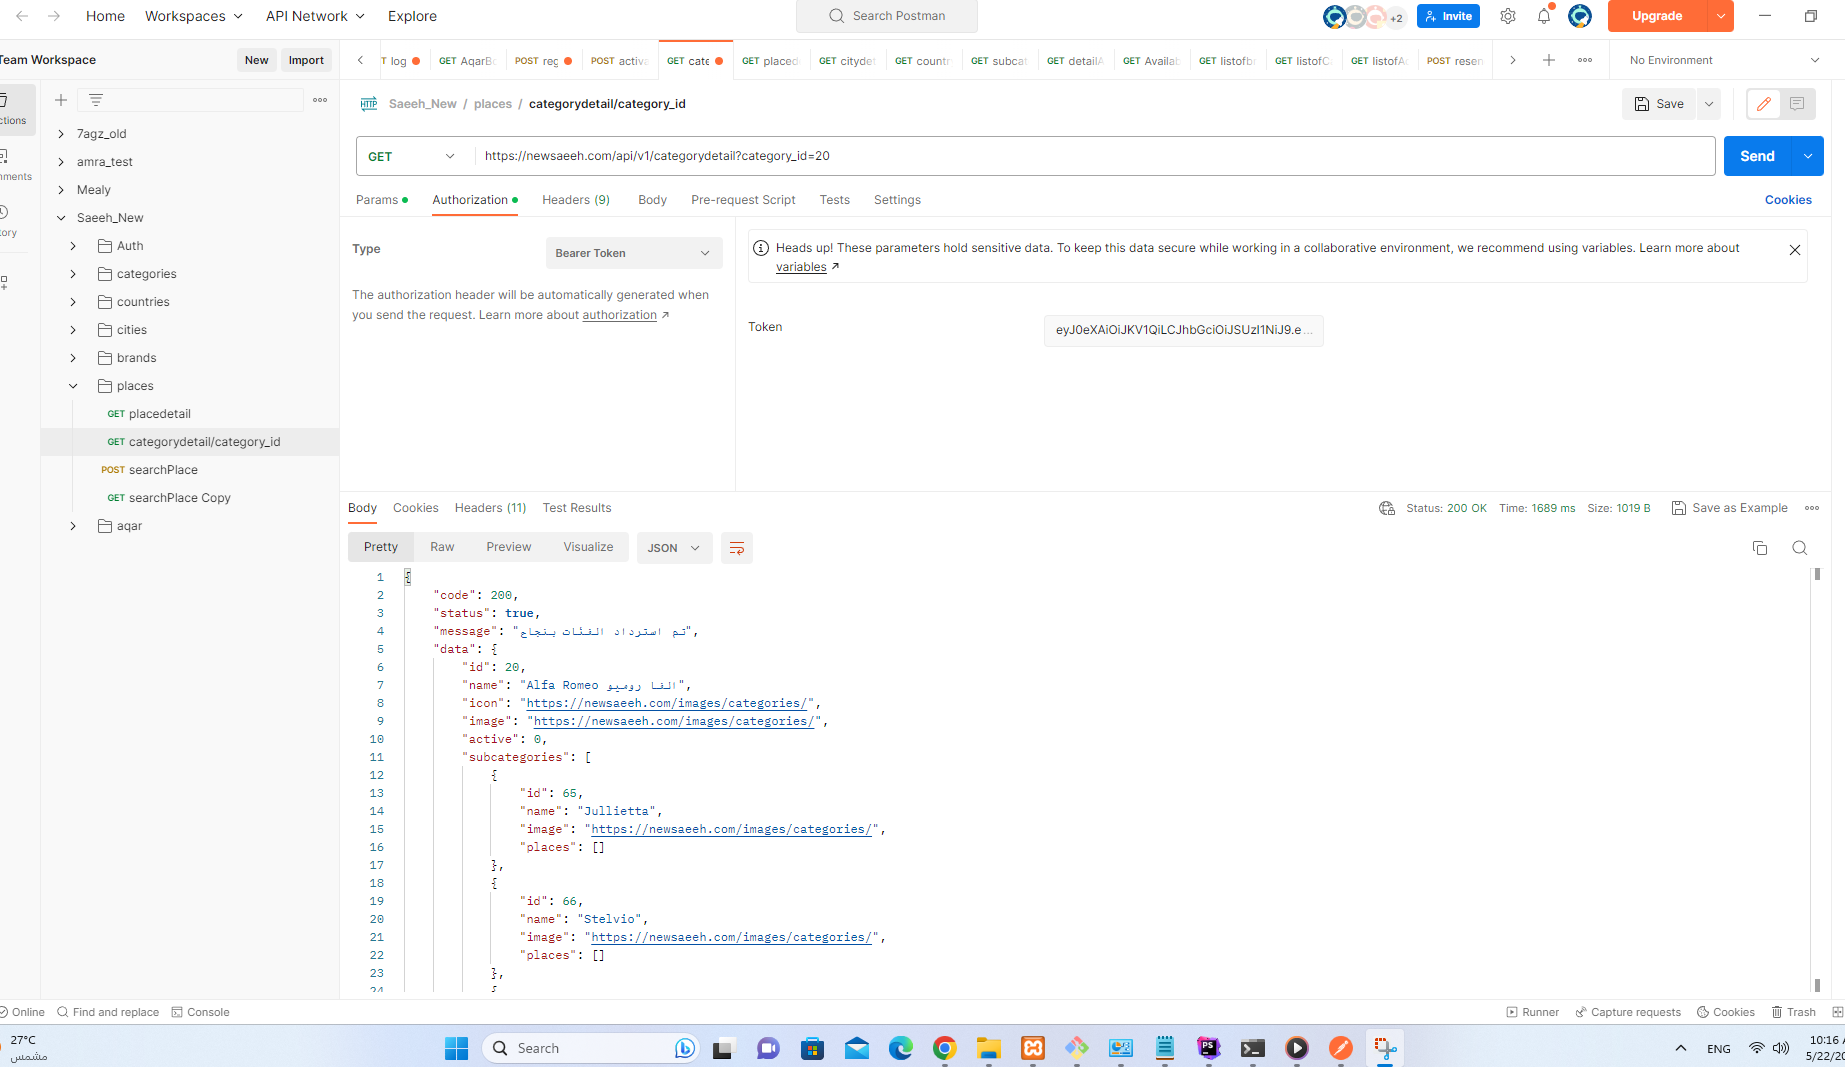 Home Workspaces API Network Explore Search Postman +2 Invite Upgrade
Team Workspace New Import
T log GET AqarB POST reg POST activa GET cate GET placed GET citydet GET countr GET subcat GET detailA GET Availab GET listofbr GET listofC GET listofA POST resen No Environment
HTTP Saeeh_New / places / categorydetail/category_id Save
GET https://newsaeeh.com/api/v1/categorydetail?category_id=20 Send
Params Authorization Headers (9) Body Pre-request Script Tests Settings Cookies
Type Bearer Token
The authorization header will be automatically generated when
you send the request. Learn more about authorization ↗
Heads up! These parameters hold sensitive data. To keep this data secure while working in a collaborative environment, we recommend using variables. Learn more about
variables ↗
Token eyJ0eXAiOiJKV1QiLCJhbGciOiJSUzI1NiJ9.e...
ctions
mments
tory
7agz_old
amra_test
Mealy
Saeeh_New
Auth
categories
countries
cities
brands
places
GET placedetail
GET categorydetail/category_id
POST searchPlace
GET searchPlace Copy
aqar
Body Cookies Headers (11) Test Results Status: 200 OK Time: 1689 ms Size: 1019 B Save as Example
Pretty Raw Preview Visualize JSON
1 {
2 "code": 200,
3 "status": true,
4 "message": "تم استرداد الفئات بنجاح",
5 "data": {
6 "id": 20,
7 "name": "Alfa Romeo الفا روميو",
8 "icon": "https://newsaeeh.com/images/categories/",
9 "image": "https://newsaeeh.com/images/categories/",
10 "active": 0,
11 "subcategories": [
12 {
13 "id": 65,
14 "name": "Jullietta",
15 "image": "https://newsaeeh.com/images/categories/",
16 "places": []
17 },
18 {
19 "id": 66,
20 "name": "Stelvio",
21 "image": "https://newsaeeh.com/images/categories/",
22 "places": []
23 },
24 {
Online Find and replace Console Runner Capture requests Cookies Trash
27°C
مشمس
Search
ENG
10:16
5/22/20